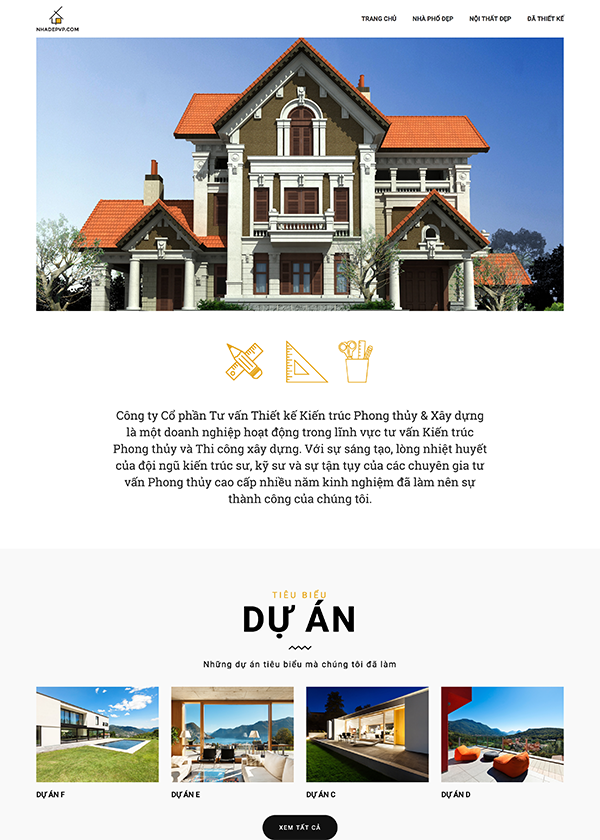 NHADEPVP.COM
TRANG CHỦ
NHÀ PHỐ ĐẸP
NỘI THẤT ĐẸP
ĐÃ THIẾT KẾ
Công ty Cổ phần Tư vấn Thiết kế Kiến trúc Phong thủy & Xây dựng
là một doanh nghiệp hoạt động trong lĩnh vực tư vấn Kiến trúc
Phong thủy và Thi công xây dựng. Với sự sáng tạo, lòng nhiệt huyết
của đội ngũ kiến trúc sư, kỹ sư và sự tận tụy của các chuyên gia tư
vấn Phong thủy cao cấp nhiều năm kinh nghiệm đã làm nên sự
thành công của chúng tôi.
TIÊU BIỂU
DỰ ÁN
Những dự án tiêu biểu mà chúng tôi đã làm
DỰ ÁN F
DỰ ÁN E
DỰ ÁN C
DỰ ÁN D
XEM TẤT CẢ